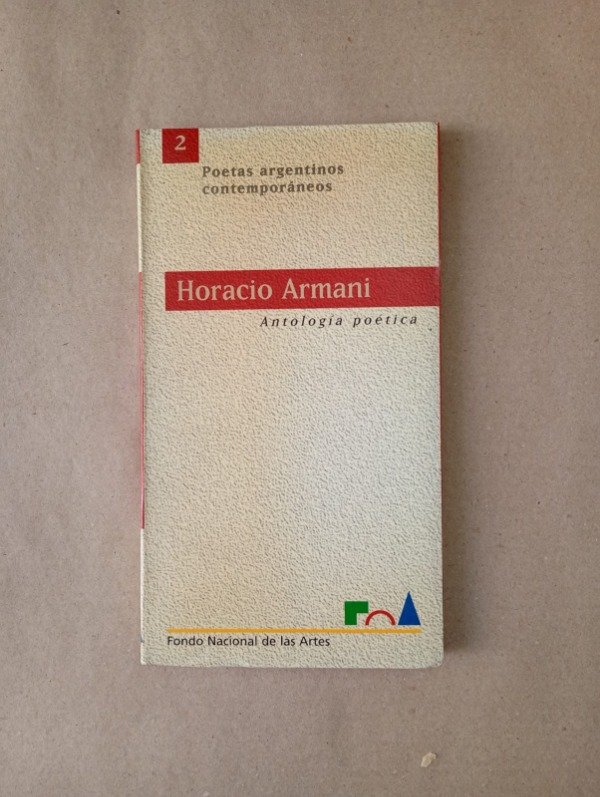 2
Poetas argentinos
contemporáneos
Horacio Armani
Antología poética
Fondo Nacional de las Artes